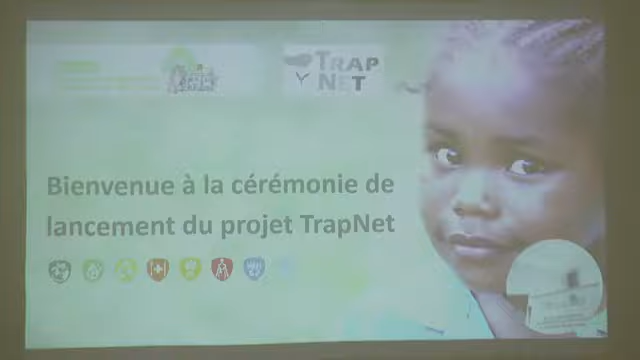 TRAP
NET
Bienvenue à la cérémonie de
lancement du projet TrapNet